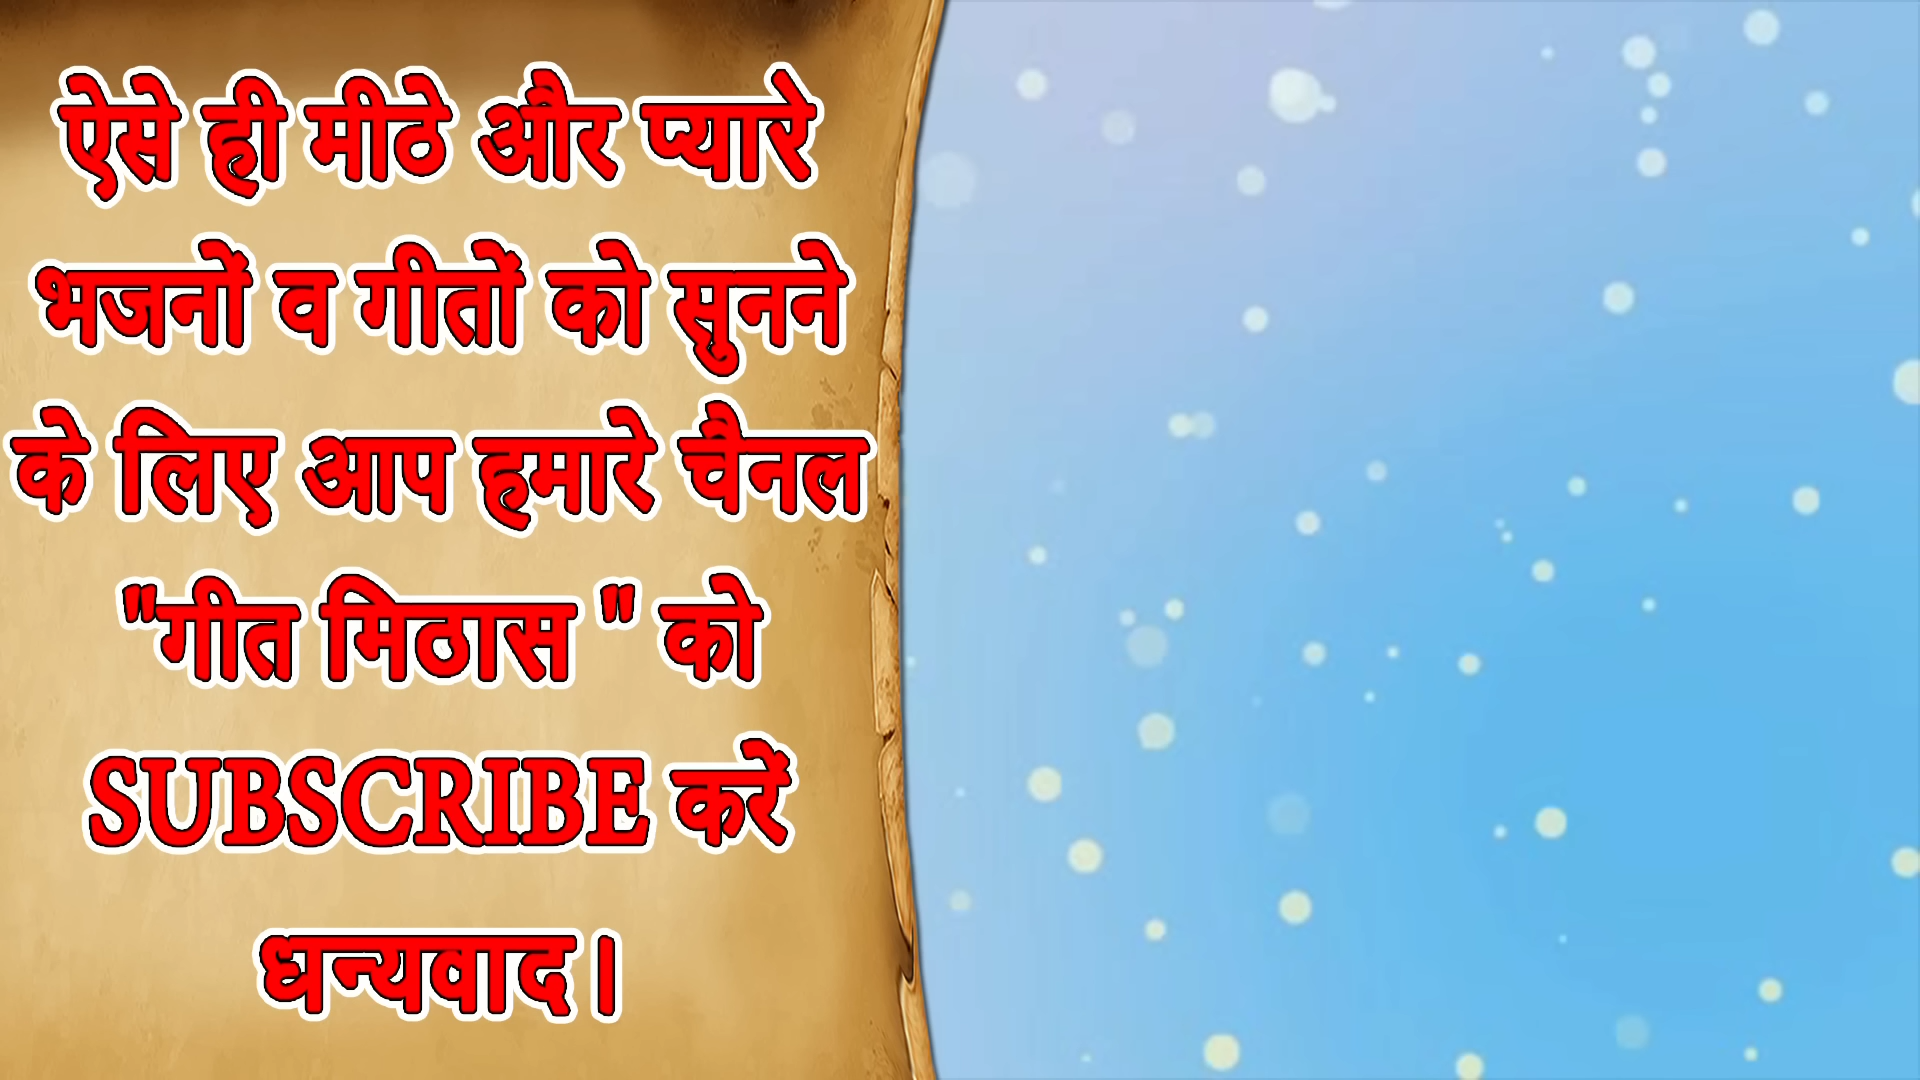 ऐसे ही मीठे और प्यारे
भजनों व गीतों को सुनने
के लिए आप हमारे चैनल
"गीत मिठास " को
SUBSCRIBE करें
धन्यवाद।